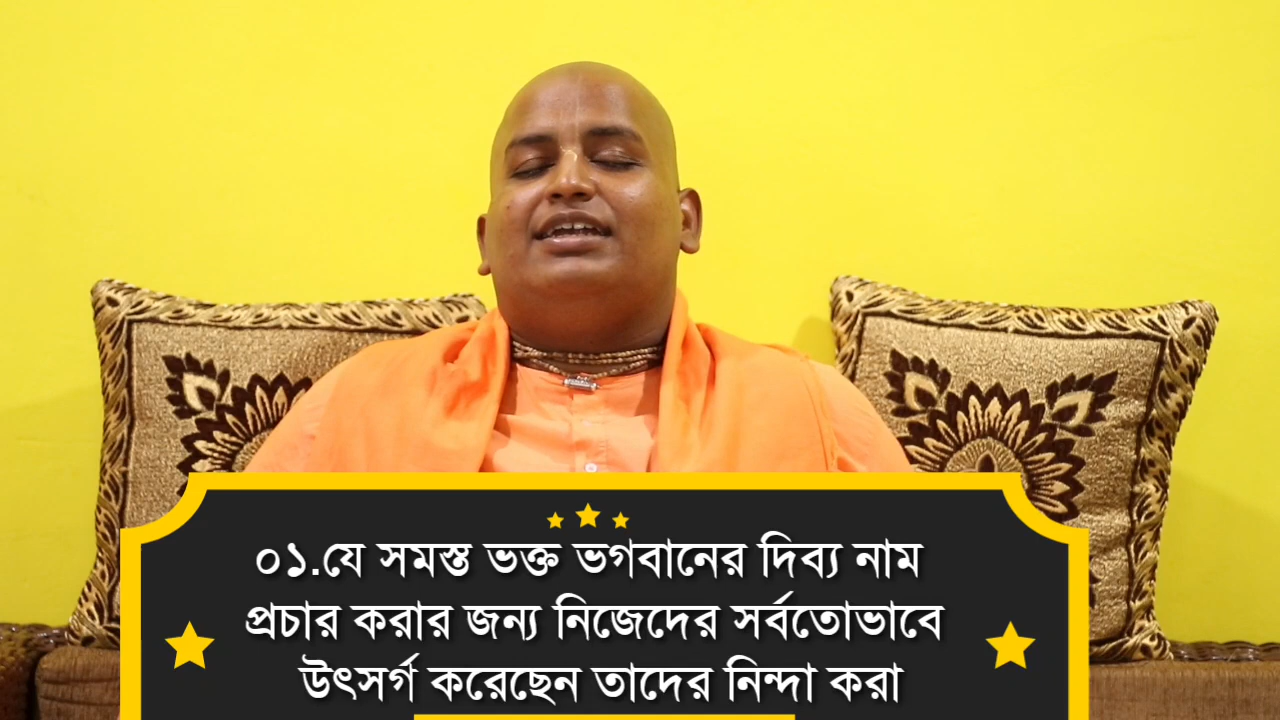 ০১.যে সমস্ত ভক্ত ভগবানের দিব্য নাম
প্রচার করার জন্য নিজেদের সর্বতোভাবে
উৎসর্গ করেছেন তাদের নিন্দা করা